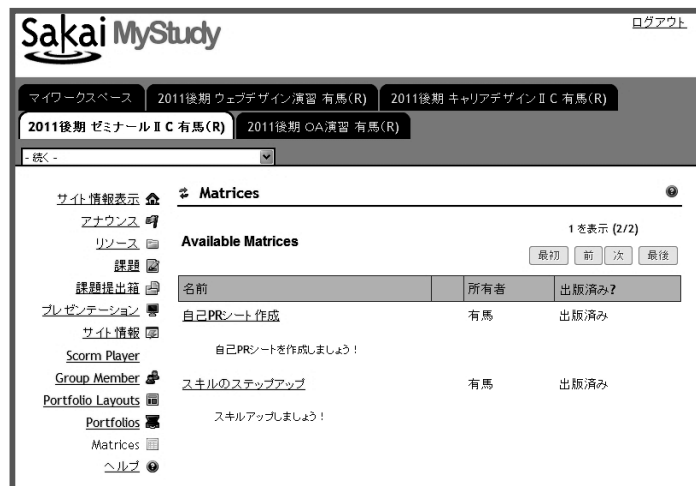 Sakai MyStudy
ログアウト
マイワークスペース 2011後期 ウェブデザイン演習 有馬(R) 2011後期 キャリアデザインⅡC 有馬(R)
2011後期 ゼミナールⅡC 有馬(R) 2011後期 OA演習 有馬(R)
- 続く -
サイト情報表示
アナウンス
リソース
課題
課題提出箱
プレゼンテーション
サイト情報
Scorm Player
Group Member
Portfolio Layouts
Portfolios
Matrices
ヘルプ
Matrices
1 を表示 (2/2)
Available Matrices
最初 前 次 最後
名前 所有者 出版済み?
自己PRシート作成 有馬 出版済み
自己PRシートを作成しましょう!
スキルのステップアップ 有馬 出版済み
スキルアップしましょう!